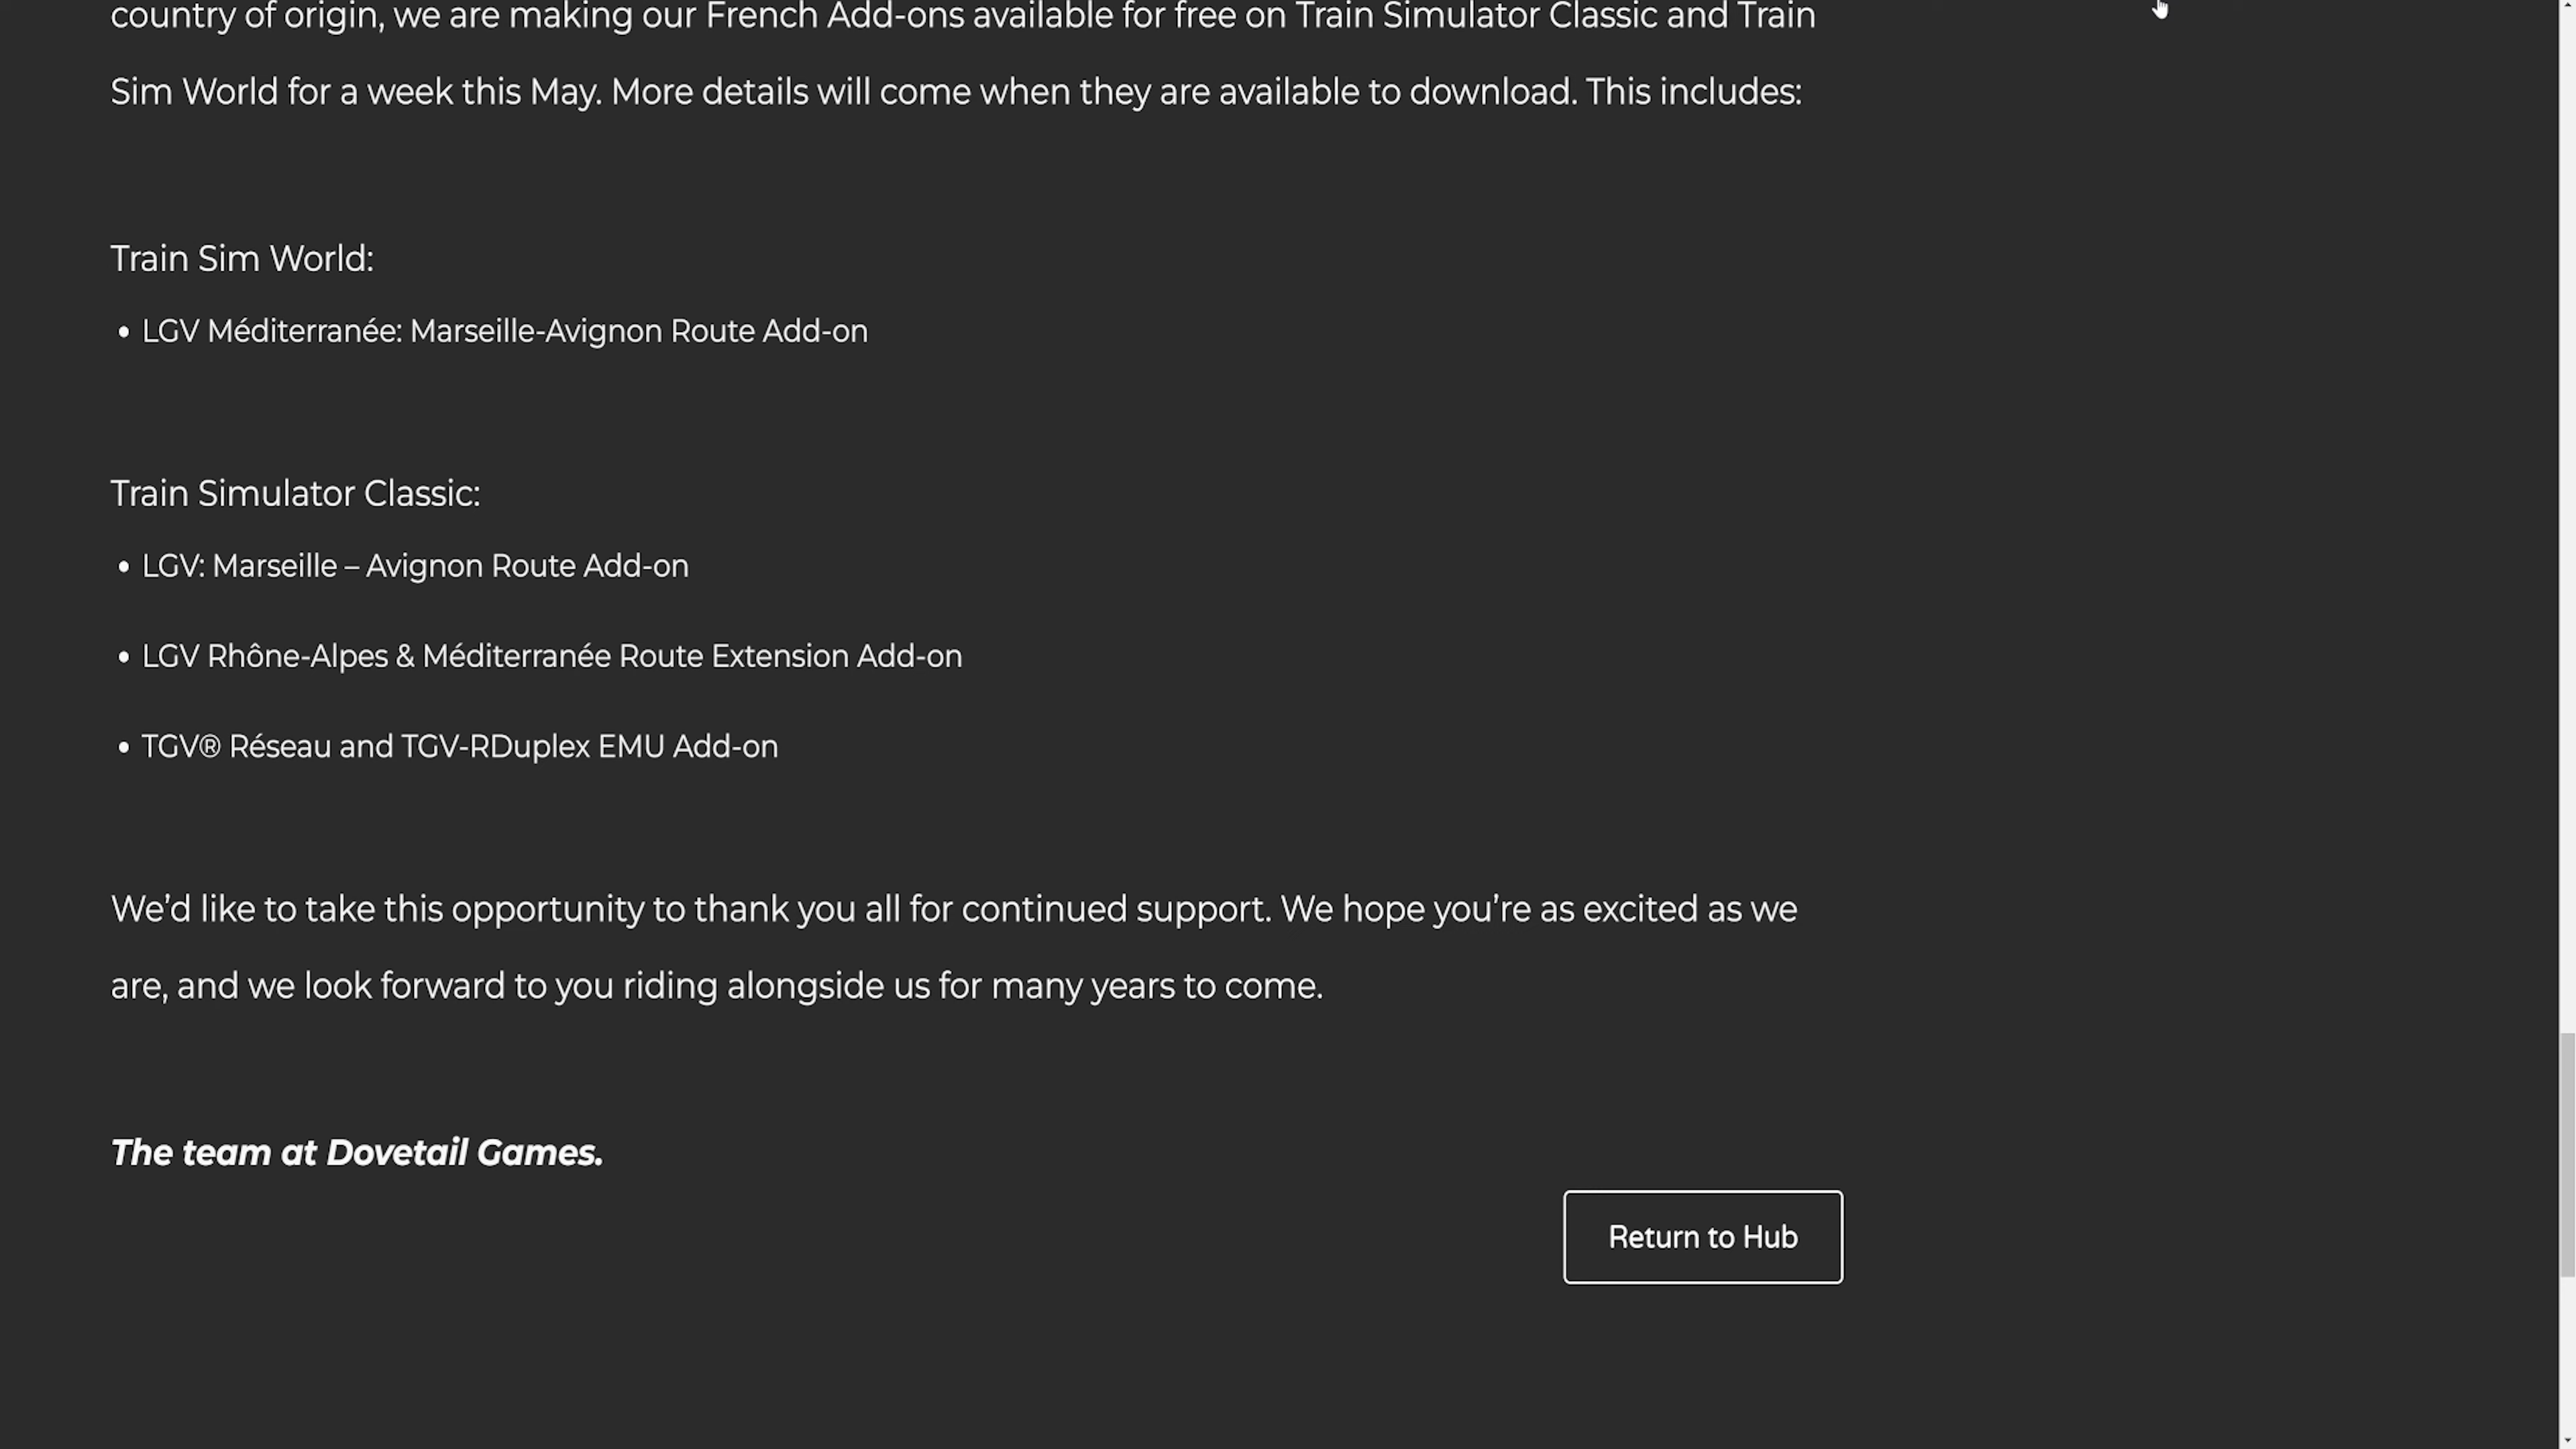 country of origin, we are making our French Add-ons available for free on Train Simulator Classic and Train
Sim World for a week this May. More details will come when they are available to download. This includes:
Train Sim World:
• LGV Méditerranée: Marseille-Avignon Route Add-on
Train Simulator Classic:
• LGV: Marseille – Avignon Route Add-on
• LGV Rhône-Alpes & Méditerranée Route Extension Add-on
• TGV® Réseau and TGV-RDuplex EMU Add-on
We’d like to take this opportunity to thank you all for continued support. We hope you’re as excited as we
are, and we look forward to you riding alongside us for many years to come.
The team at Dovetail Games.
Return to Hub